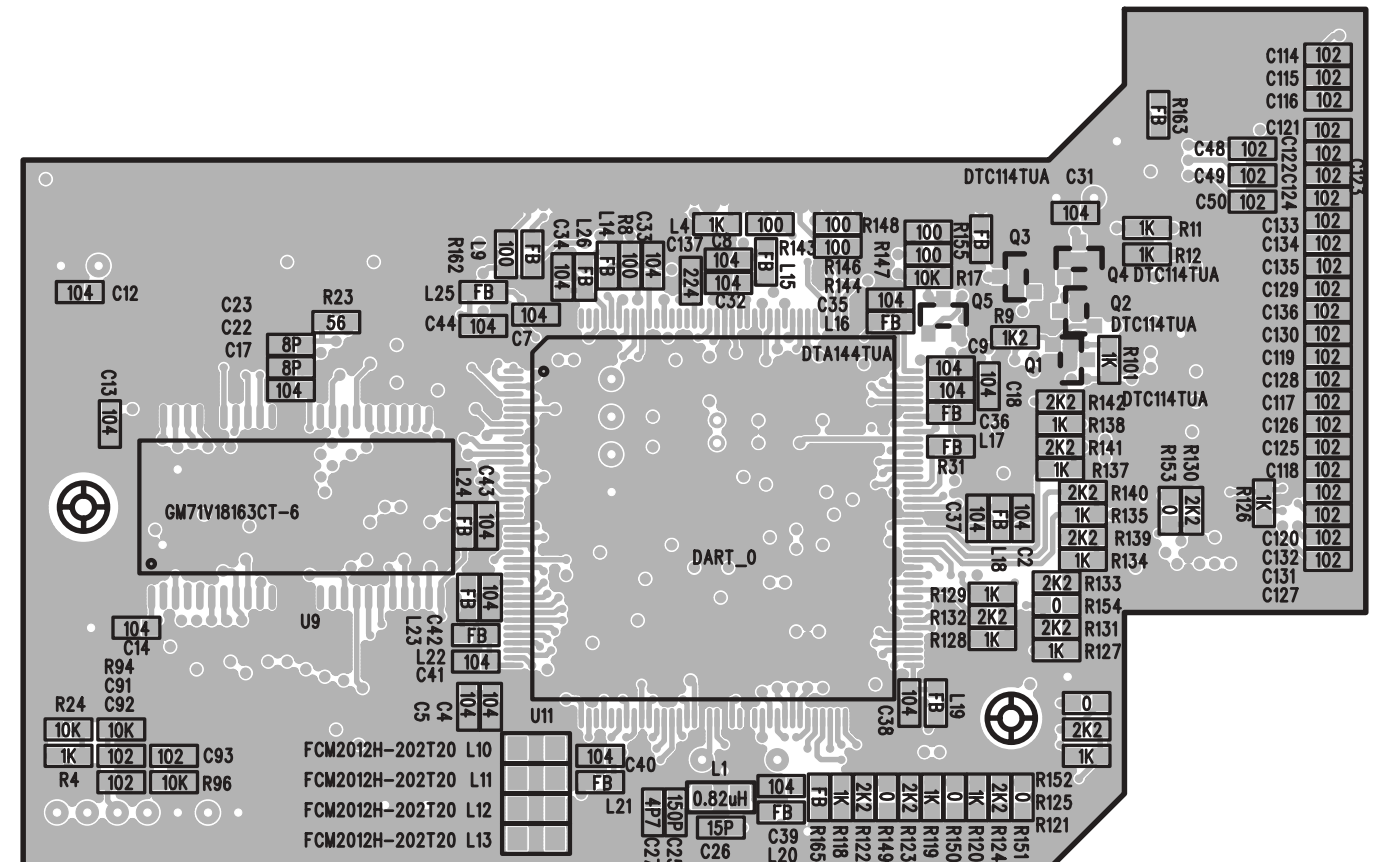 C114 102
C115 102
C116 102
C121 102
C122
102
C123
102
C124
102
C133 102
C134 102
C135 102
C129 102
C136 102
C130 102
C119 102
C128 102
C117 102
C126 102
C125 102
C118 102
102
102
C120 102
C132 102
C131
C127
FB R163
C48 102
C49 102
C50 102
DTC114TUA C31
104
1K R11
1K R12
Q3
Q4 DTC114TUA
Q2
DTC114TUA
Q1
1K R101
DTC114TUA
R162 L9 100 FB
C34 L26 L14 R8 C33
104 FB FB 100 104
L4 1K 100
C137 C8
224 104
104
C32
FB L15
R143
100 R148
100
R146
R144
R147
100
100
10K R17
R155 FB
C35 104
L16 FB
Q5
R9
1K2
DTA144TUA
C9
104
104
FB
104 C18
C36
FB L17
R31
L25 FB
C44 104
104
C7
104 C12
C23
C22
C17
R23
56
8P
8P
104
C13 104
GM71V18163CT-6
U9
L24 C43
FB 104
DART_0
U11
2K2 R142
1K R138
2K2 R141
1K R137
2K2 R140
1K R135
2K2 R139
1K R134
2K2 R133
0 R154
2K2 R131
1K R127
R153 R130
0 2K2
R126 1K
C37 104 FB 104
L18 C2
R129 1K
R132 2K2
R128 1K
FB 104
L23 C42
FB
L22 104
C41
C5 C4 104 104
104
C14
R94
C91
R24 C92
10K 10K
1K 102 102 C93
R4 102 10K R96
FCM2012H-202T20 L10
FCM2012H-202T20 L11
FCM2012H-202T20 L12
FCM2012H-202T20 L13
104 C40
FB
L21
L1
0.82uH
4P7 150P
15P
C26
104
FB
C39
L20
C38 104 FB L19
0
2K2
1K
FB 1K 2K2 0 2K2 1K 0 1K 2K2 0
R165 R118 R122 R149 R123 R119 R150 R120 R124 R151
R152
R125
R121